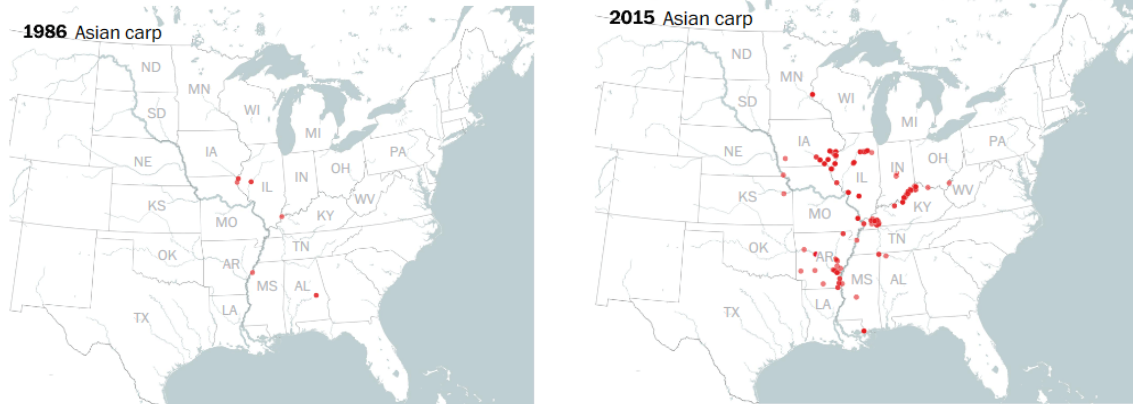 1986 Asian carp
ND
MN
SD
WI
MI
IA
NE
PA
OH
IL
IN
WV
KS
MO
KY
TN
OK
AR
MS
AL
LA
TX
2015 Asian carp
ND
MN
SD
WI
MI
IA
NE
PA
OH
IN
IL
WV
KS
MO
KY
TN
OK
AR
MS
AL
LA
TX